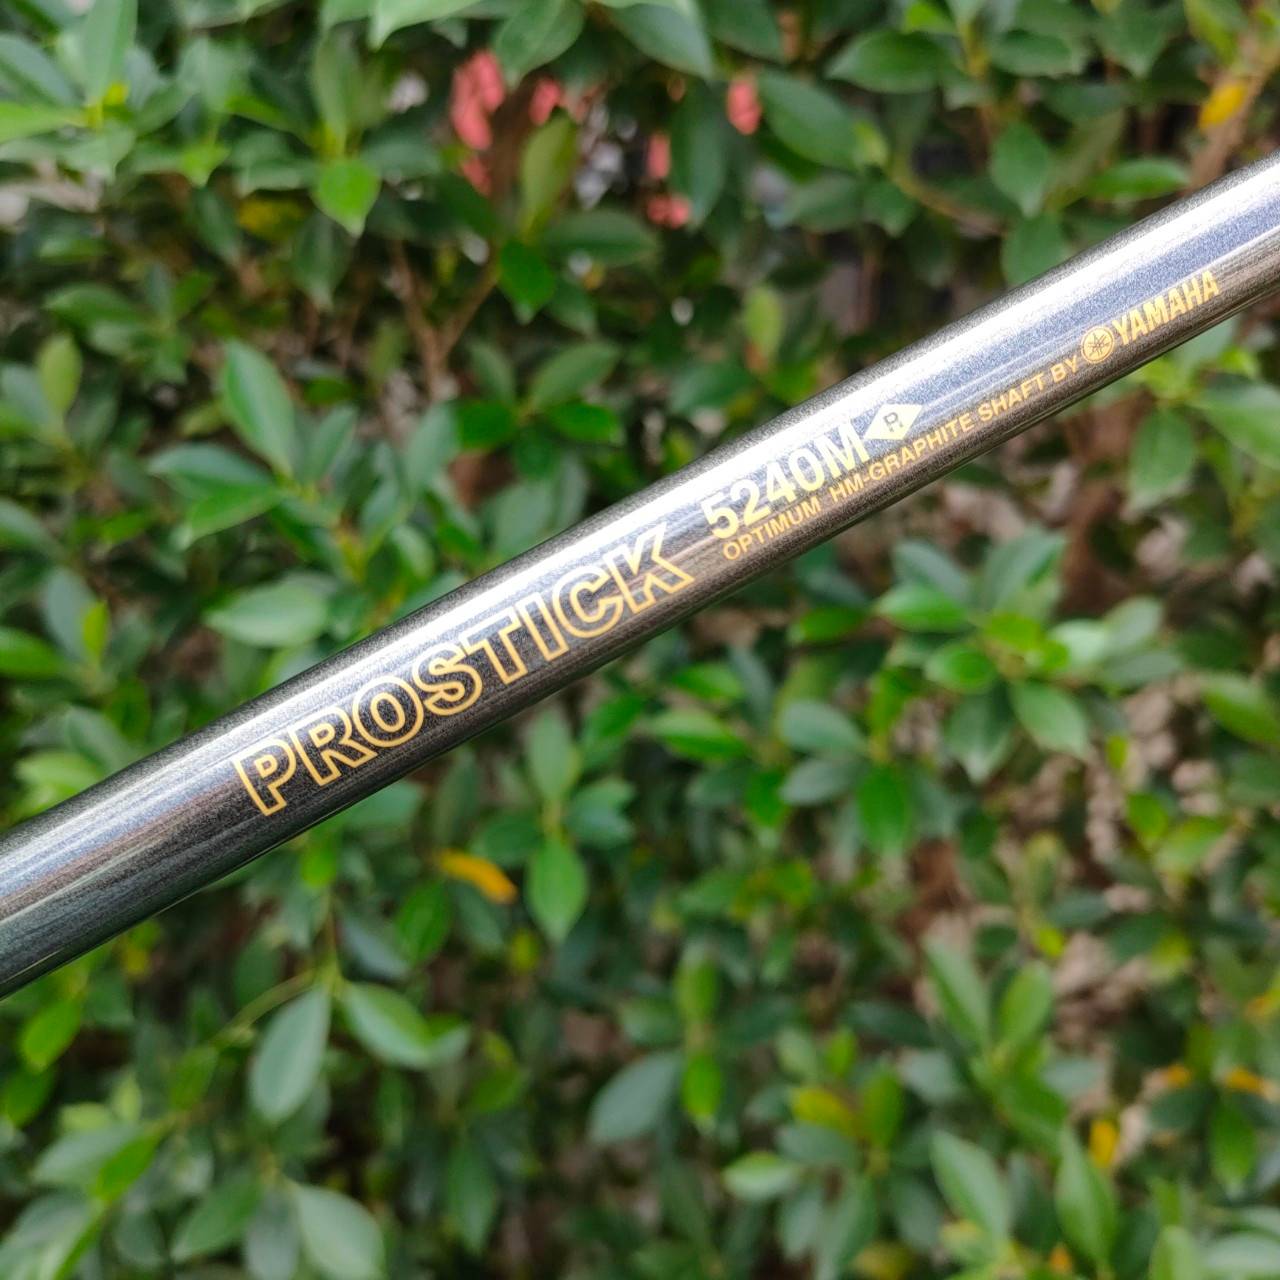 PROSTICK 5240M R
OPTIMUM HM-GRAPHITE SHAFT BY YAMAHA